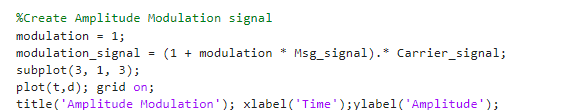 %Create Amplitude Modulation signal
modulation = 1;
modulation_signal = (1 + modulation * Msg_signal).* Carrier_signal;
subplot(3, 1, 3);
plot(t,d); grid on;
title('Amplitude Modulation'); xlabel('Time');ylabel('Amplitude');